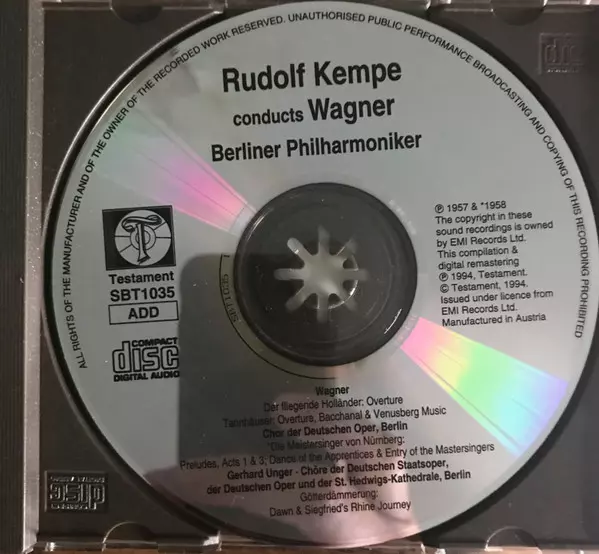 ALL RIGHTS OF THE MANUFACTURER AND OF THE OWNER OF THE RECORDED WORK RESERVED. UNAUTHORISED PUBLIC PERFORMANCE BROADCASTING AND COPYING OF THIS RECORDING PROHIBITED
Rudolf Kempe
conducts Wagner
Berliner Philharmoniker
Testament
SBT1035
ADD
COMPACT
disc
DIGITAL AUDIO
℗ 1957 & *1958
The copyright in these
sound recordings is owned
by EMI Records Ltd.
This compilation &
digital remastering
℗ 1994, Testament.
© Testament, 1994.
Issued under licence from
EMI Records Ltd.
Manufactured in Austria
SBT1035
Wagner
Der fliegende Holländer: Overture
Tannhäuser: Overture, Bacchanal & Venusberg Music
Chor der Deutschen Oper, Berlin
*Die Meistersinger von Nürnberg:
Preludes, Acts 1 & 3, Dance of the Apprentices & Entry of the Mastersingers
Gerhard Unger - Chöre der Deutschen Staatsoper,
der Deutschen Oper und der St. Hedwigs-Kathedrale, Berlin
Götterdämmerung:
Dawn & Siegfried's Rhine Journey